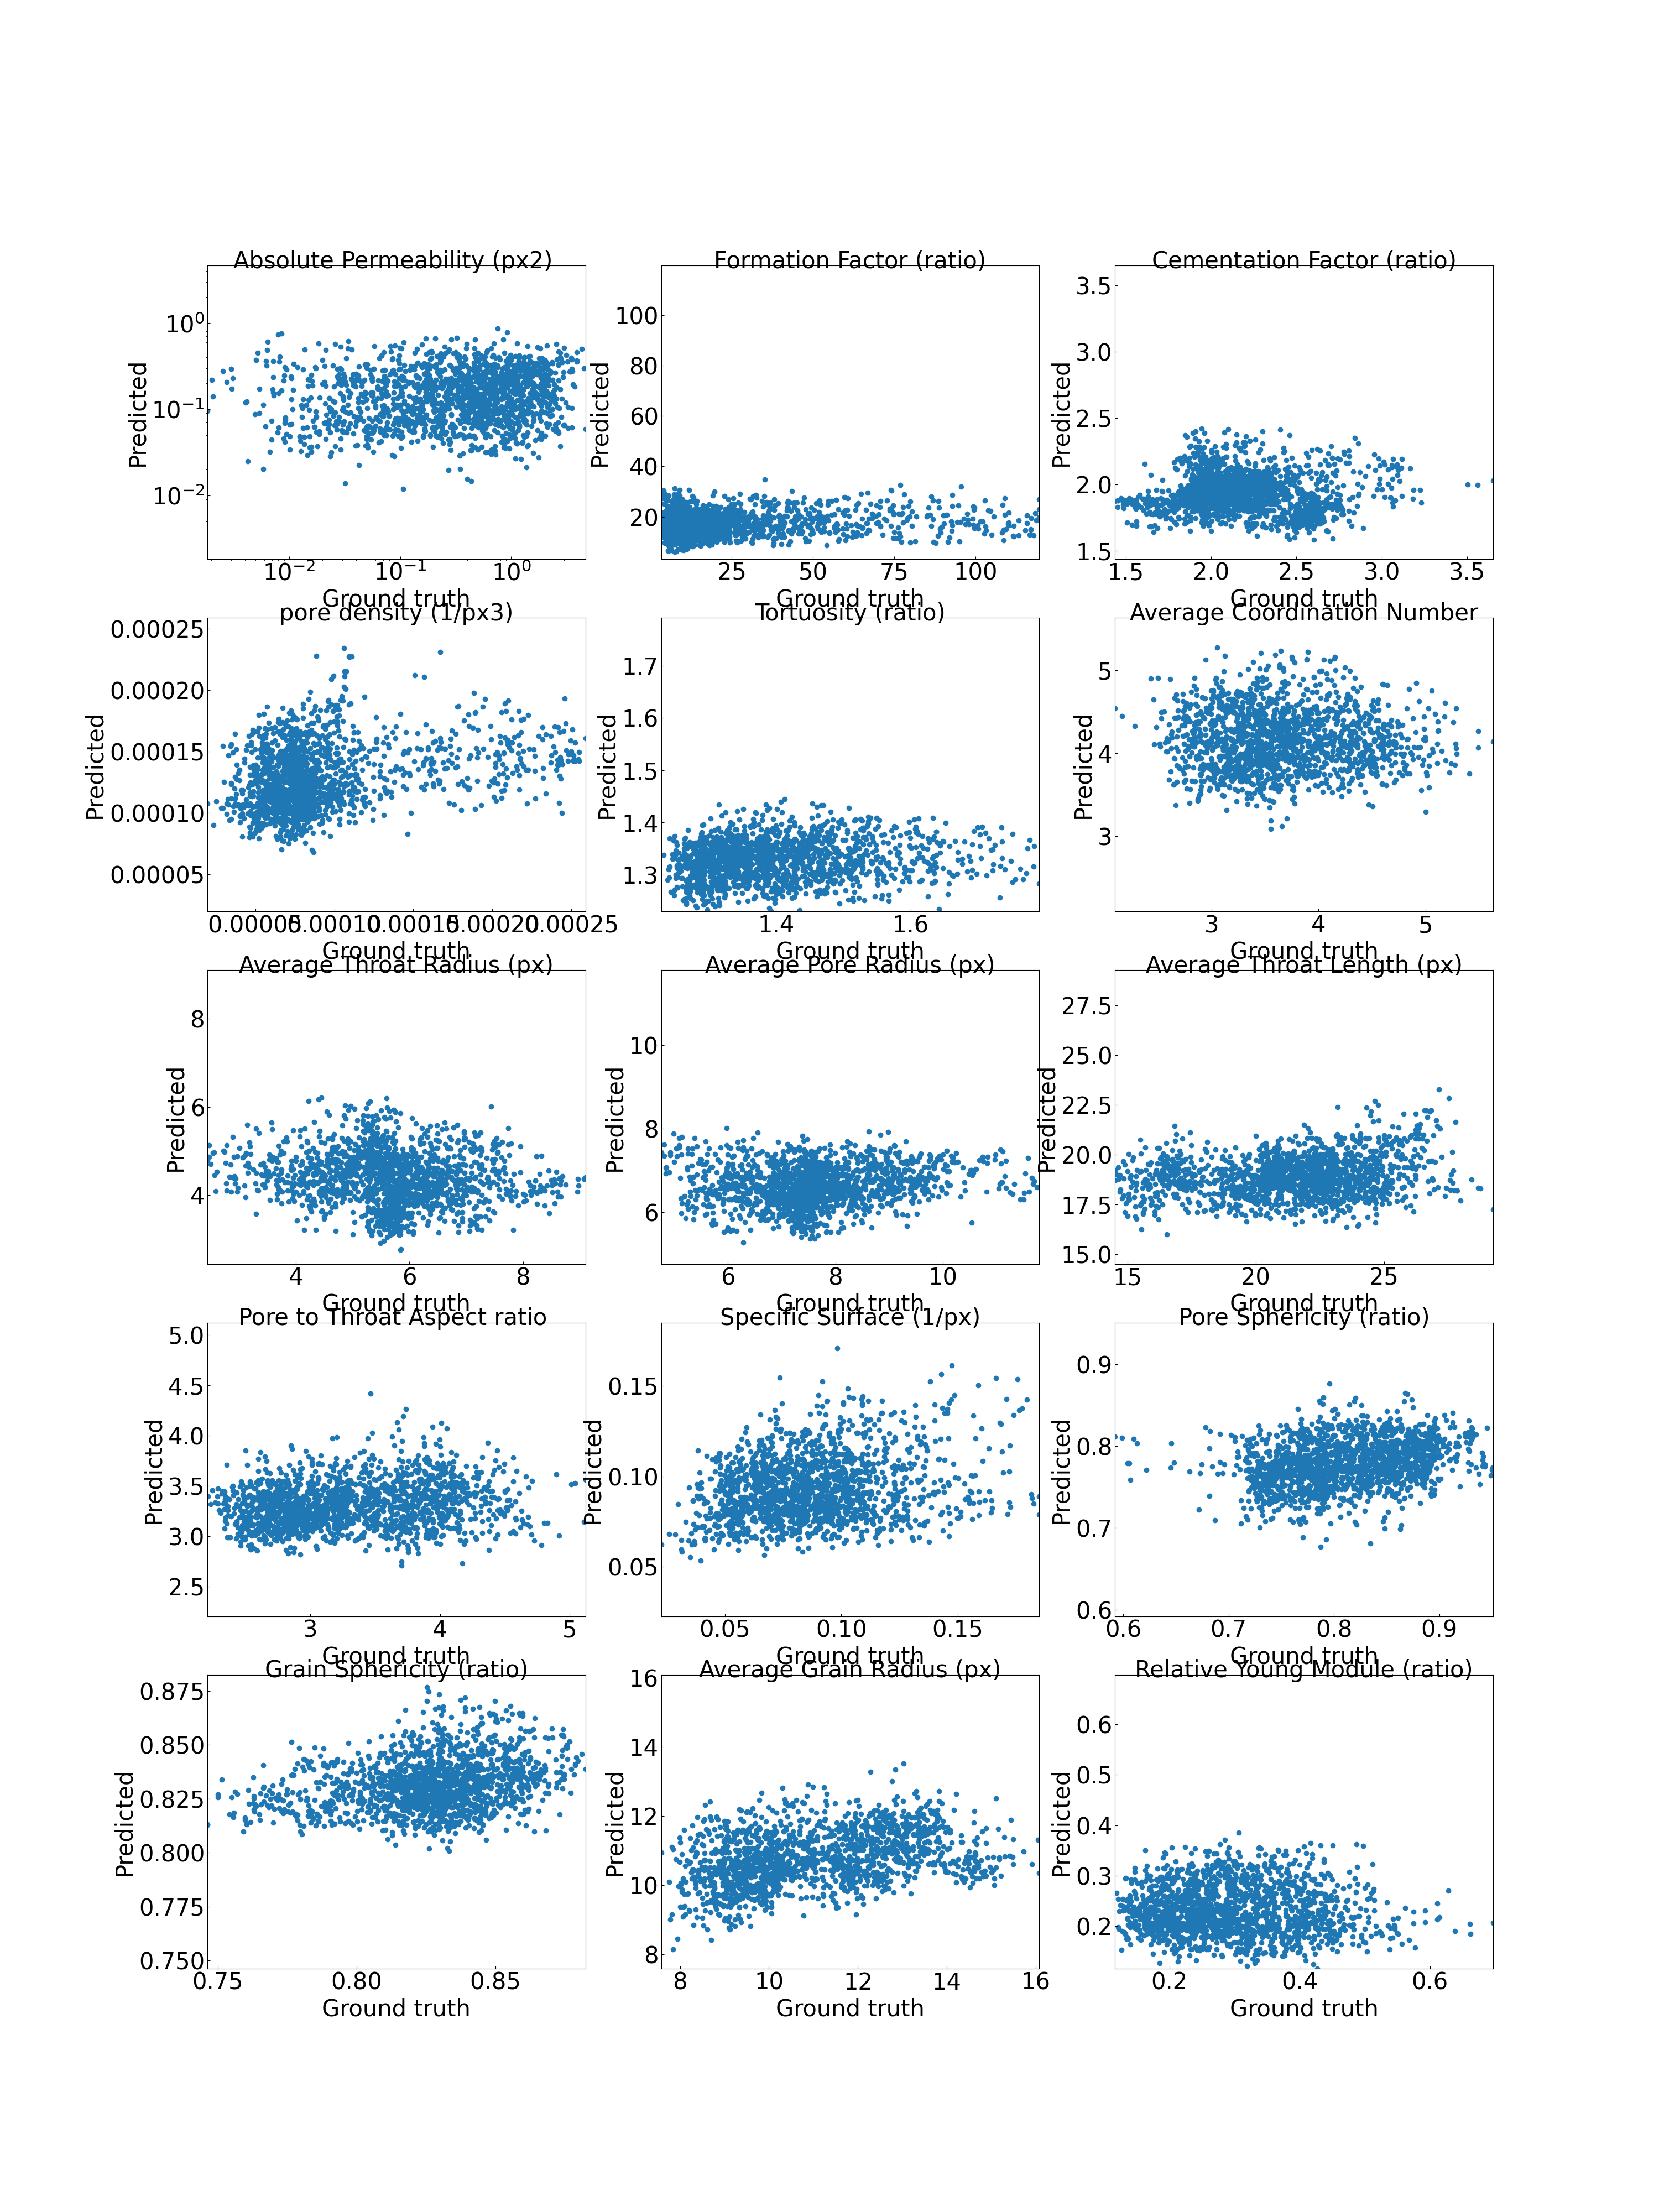 Absolute Permeability (px2) Formation Factor (ratio) Cementation Factor (ratio)
Predicted Predicted Predicted
10⁰ 10⁻¹ 10⁻²
100 80 60 40 20
3.5 3.0 2.5 2.0 1.5
10⁻² 10⁻¹ 10⁰
25 50 75 100
1.5 2.0 2.5 3.0 3.5
Ground truth Ground truth Ground truth
pore density (1/px3) Tortuosity (ratio) Average Coordination Number
Predicted Predicted Predicted
0.00025 0.00020 0.00015 0.00010 0.00005
1.7 1.6 1.5 1.4 1.3
5 4 3
0.00005 0.00010 0.00015 0.00020 0.00025
1.4 1.6
3 4 5
Ground truth Ground truth Ground truth
Average Throat Radius (px) Average Pore Radius (px) Average Throat Length (px)
Predicted Predicted Predicted
8 6 4
10 8 6
27.5 25.0 22.5 20.0 17.5 15.0
4 6 8
6 8 10
15 20 25
Ground truth Ground truth Ground truth
Pore to Throat Aspect ratio Specific Surface (1/px) Pore Sphericity (ratio)
Predicted Predicted Predicted
5.0 4.5 4.0 3.5 3.0 2.5
0.15 0.10 0.05
0.9 0.8 0.7 0.6
3 4 5
0.05 0.10 0.15
0.6 0.7 0.8 0.9
Ground truth Ground truth Ground truth
Grain Sphericity (ratio) Average Grain Radius (px) Relative Young Module (ratio)
Predicted Predicted Predicted
0.875 0.850 0.825 0.800 0.775 0.750
16 14 12 10 8
0.6 0.5 0.4 0.3 0.2
0.75 0.80 0.85
8 10 12 14 16
0.2 0.4 0.6
Ground truth Ground truth Ground truth